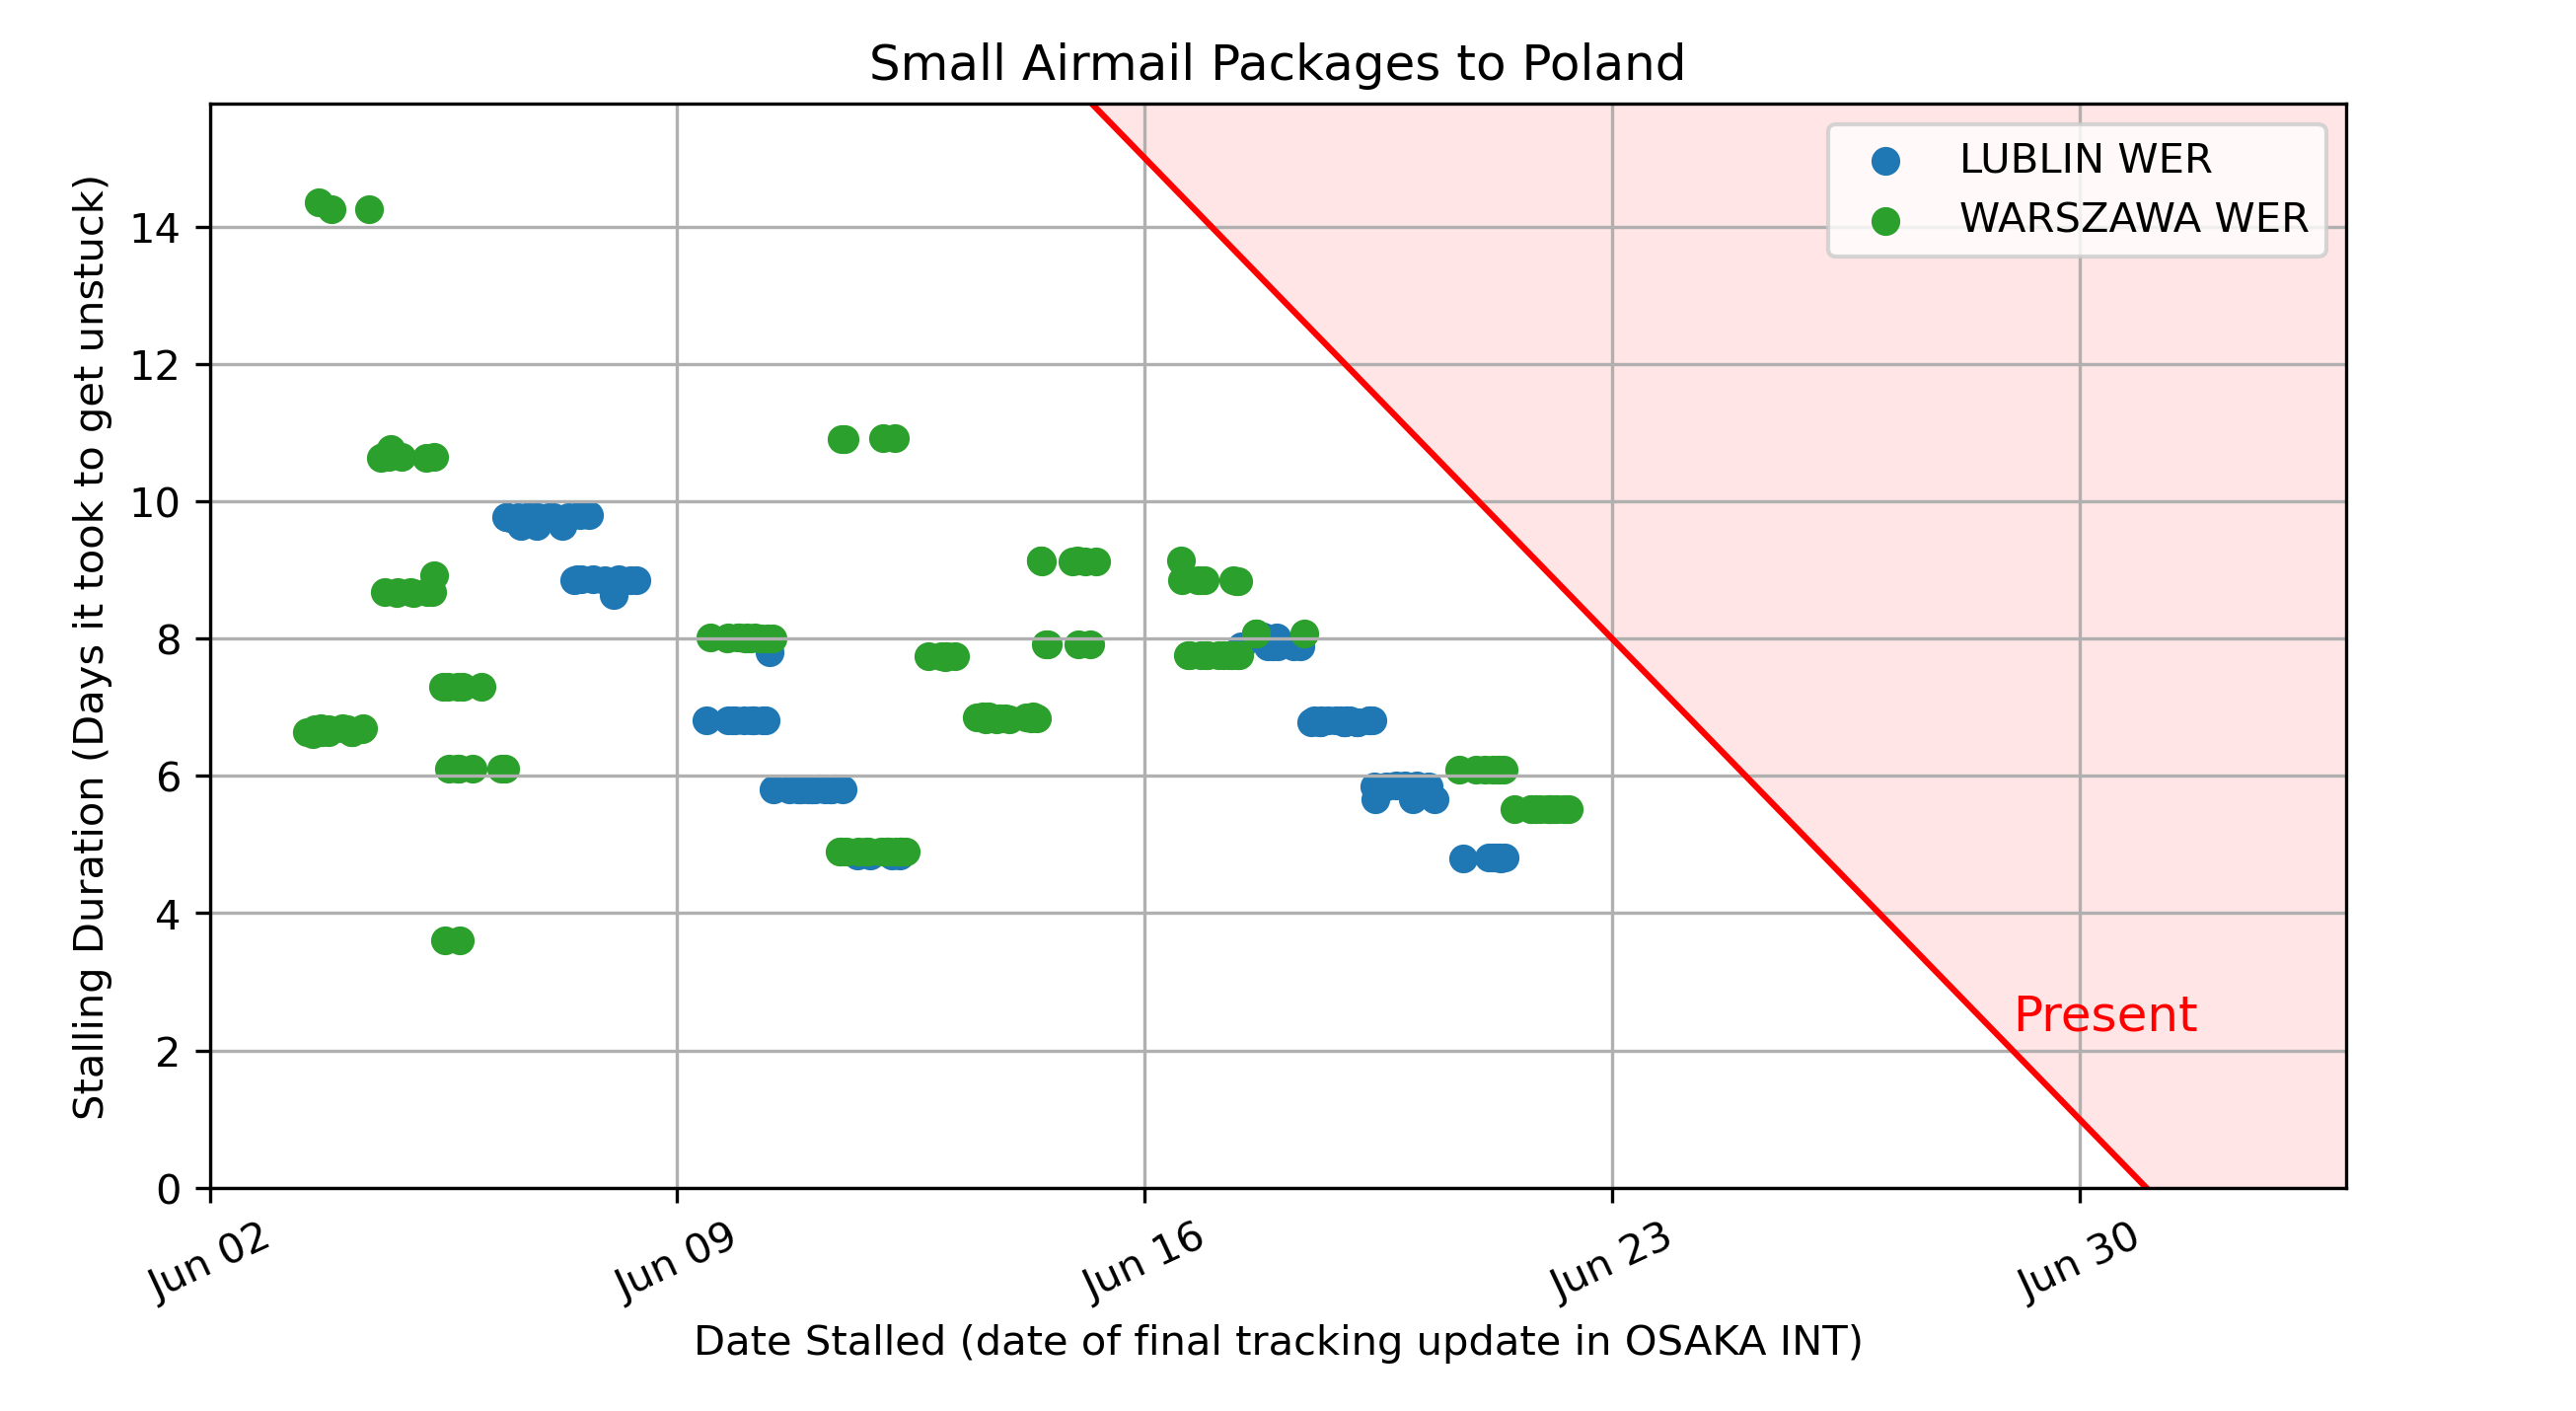 Small Airmail Packages to Poland
Stalling Duration (Days it took to get unstuck)
14
12
10
8
6
4
2
0
LUBLIN WER
WARSZAWA WER
Present
Jun 02
Jun 09
Jun 16
Jun 23
Jun 30
Date Stalled (date of final tracking update in OSAKA INT)